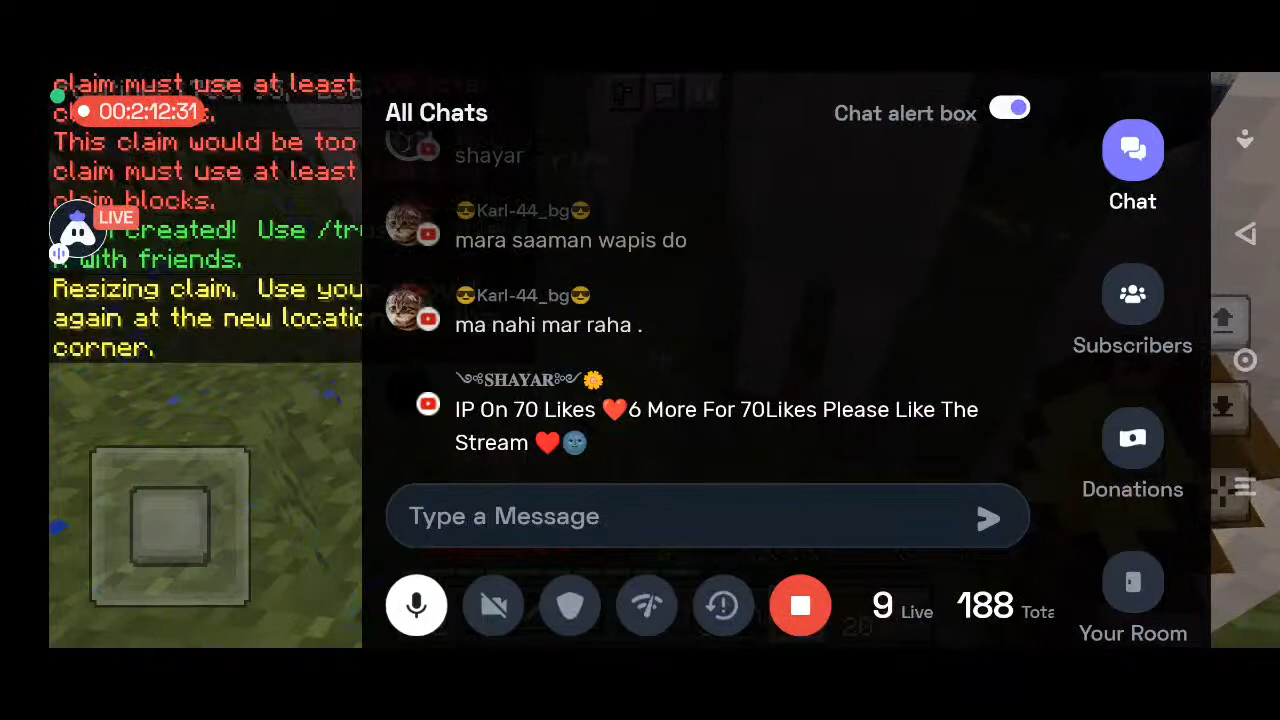 claim must use at least
00:2:12:31
This claim would be too
claim must use at least
claim blocks.
LIVE
created! Use /tru
it with friends.
Resizing claim. Use you
again at the new locatio
corner.
All Chats
Chat alert box
shayar
😎Karl-44_bg😎
mara saaman wapis do
😎Karl-44_bg😎
ma nahi mar raha .
༺SHAYAR༻🌼
IP On 70 Likes ❤️6 More For 70Likes Please Like The
Stream ❤️🌚
Type a Message
9 Live 188 Tota
Chat
Subscribers
Donations
Your Room